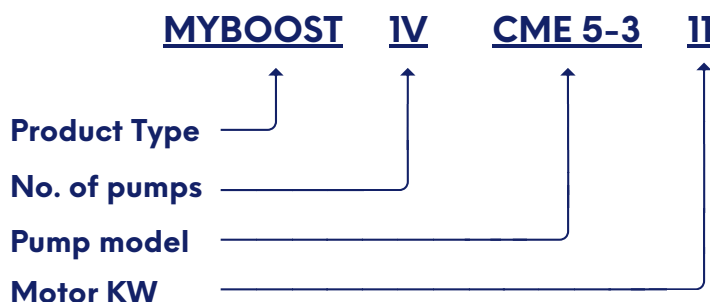 MYBOOST 1V CME 5-3 11
Product Type
No. of pumps
Pump model
Motor KW